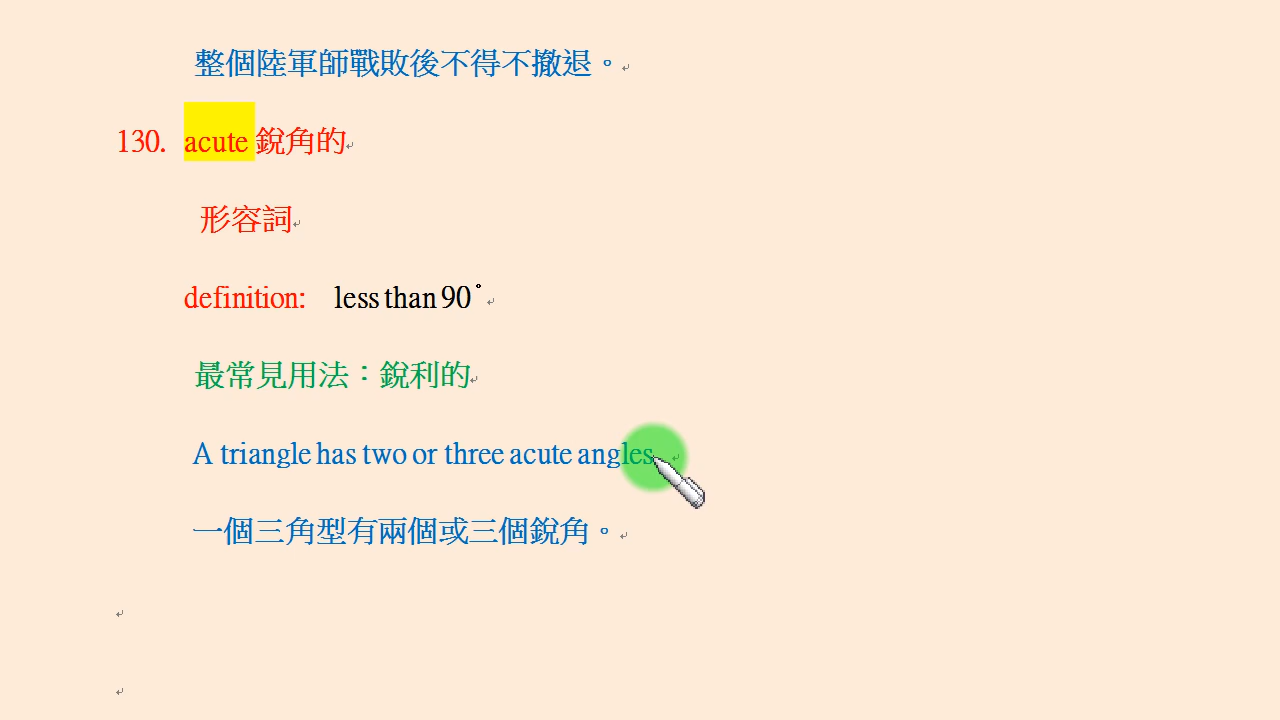 整個陸軍師戰敗後不得不撤退。
130. acute 銳角的
形容詞
definition: less than 90°
最常見用法：銳利的
A triangle has two or three acute angles.
一個三角型有兩個或三個銳角。